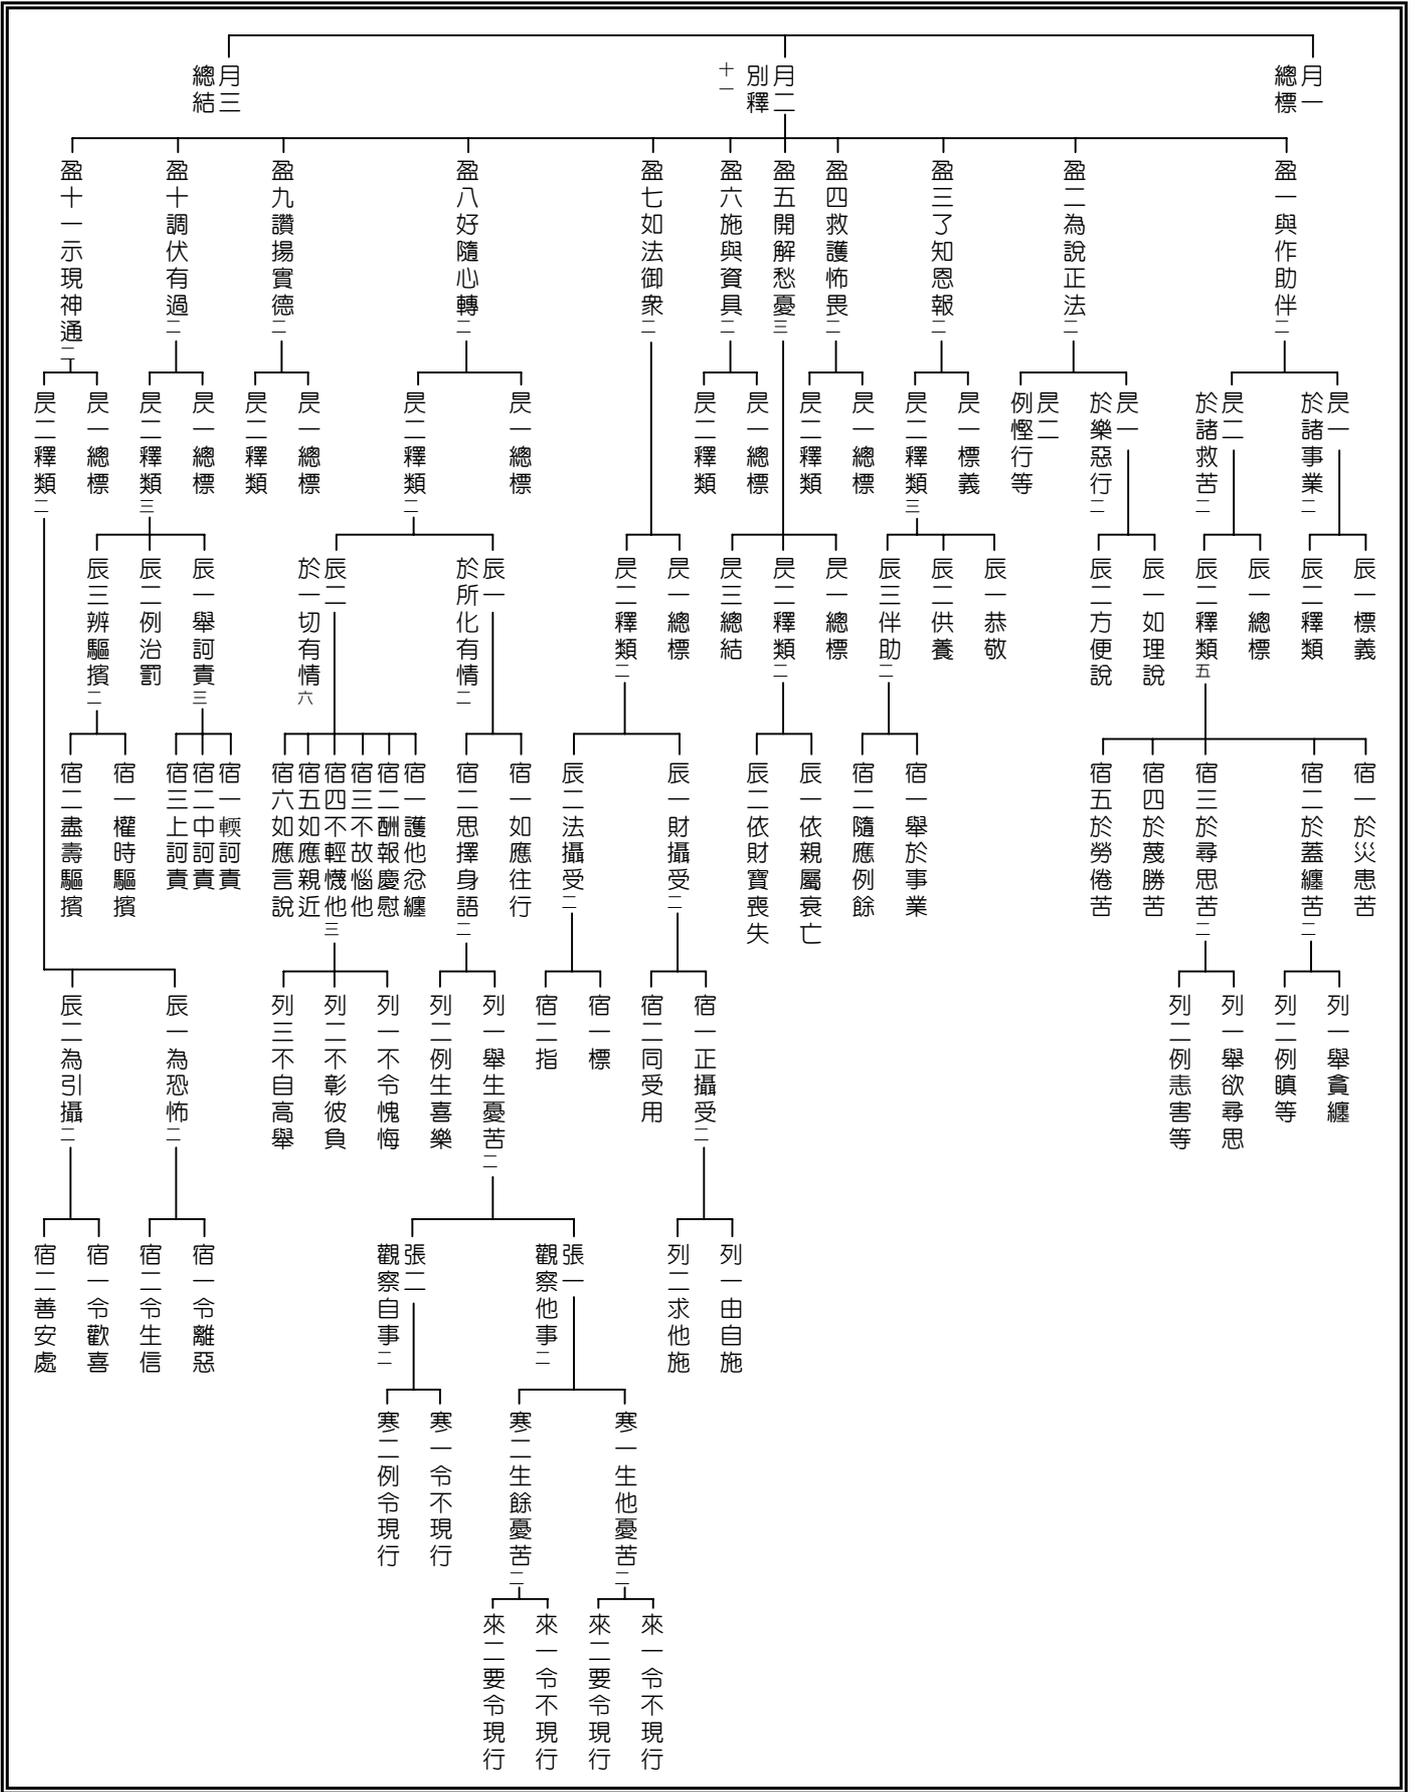 月一
總標
月二
別釋
十一
月三
總結
盈一與作助伴二
盈二為說正法二
盈三了知恩報二
盈四救護怖畏二
盈五開解愁憂三
盈六施與資具二
盈七如法御衆二
盈八好隨心轉二
盈九讚揚實德二
盈十調伏有過二
盈十一示現神通二
昃一
於諸事業二
昃二
於諸救苦二
昃一
於樂惡行二
昃二
例慳行等
昃一標義
昃二釋類三
昃一總標
昃二釋類
昃一總標
昃二釋類
昃一總標
昃二釋類二
昃一總標
昃二釋類
昃一總標
昃二釋類三
昃一總標
昃二釋類二
辰一標義
辰二釋類
辰一總標
辰二釋類五
辰一如理說
辰二方便說
辰一恭敬
辰二供養
辰三伴助二
昃一總標
昃二釋類二
昃三總結
昃一總標
昃二釋類二
辰一
於所化有情二
辰二
於一切有情六
辰一舉訶責三
辰二例治罰
辰三辨驅擯二
宿一於災患苦
宿二於蓋纏苦二
宿三於尋思苦二
宿四於蔑勝苦
宿五於勞倦苦
宿一舉於事業
宿二隨應例餘
辰一依親屬衰亡
辰二依財寶喪失
辰一財攝受二
辰二法攝受二
宿一如應往行
宿二思擇身語二
宿一護他忿纏
宿二酬報慶慰
宿三不故惱他
宿四不輕懱他三
宿五如應親近
宿六如應言說
宿一輭訶責
宿二中訶責
宿三上訶責
宿一權時驅擯
宿二盡壽驅擯
列一舉貪纏
列二例瞋等
列一舉欲尋思
列二例恚害等
宿一正攝受二
宿二同受用
宿一標
宿二指
列一舉生憂苦二
列二例生喜樂
列一不令愧悔
列二不彰彼負
列三不自高舉
辰一為恐怖二
辰二為引攝二
列一由自施
列二求他施
張一
觀察他事二
張二
觀察自事二
宿一令離惡
宿二令生信
宿一令歡喜
宿二善安處
寒一生他憂苦二
寒二生餘憂苦二
寒一令不現行
寒二例令現行
來一令不現行
來二要令現行
來一令不現行
來二要令現行